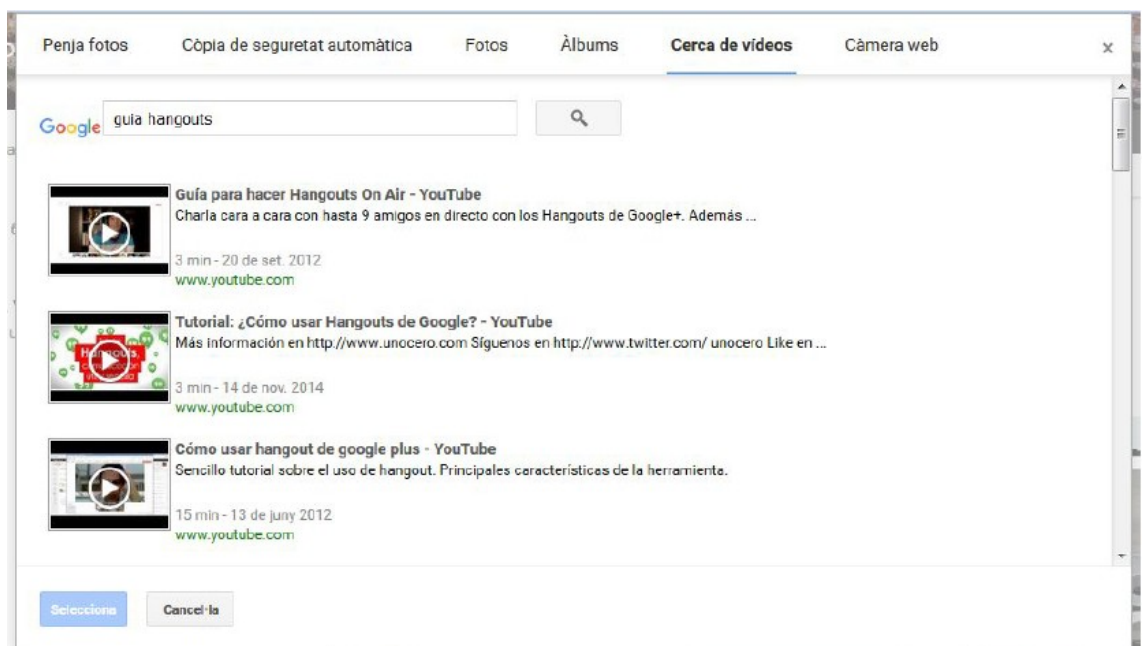 Penja fotos Còpia de seguretat automàtica Fotos Àlbums Cerca de vídeos Càmera web x
Google guia hangouts
Guía para hacer Hangouts On Air - YouTube
Charla cara a cara con hasta 9 amigos en directo con los Hangouts de Google+. Además ...
3 min - 20 de set. 2012
www.youtube.com
Tutorial: ¿Cómo usar Hangouts de Google? - YouTube
Más información en http://www.unocero.com Síguenos en http://www.twitter.com/ unocero Like en ...
Hangouts,
3 min - 14 de nov. 2014
www.youtube.com
Cómo usar hangout de google plus - YouTube
Sencillo tutorial sobre el uso de hangout. Principales características de la herramienta.
15 min - 13 de juny 2012
www.youtube.com
Selecciona Cancel·la